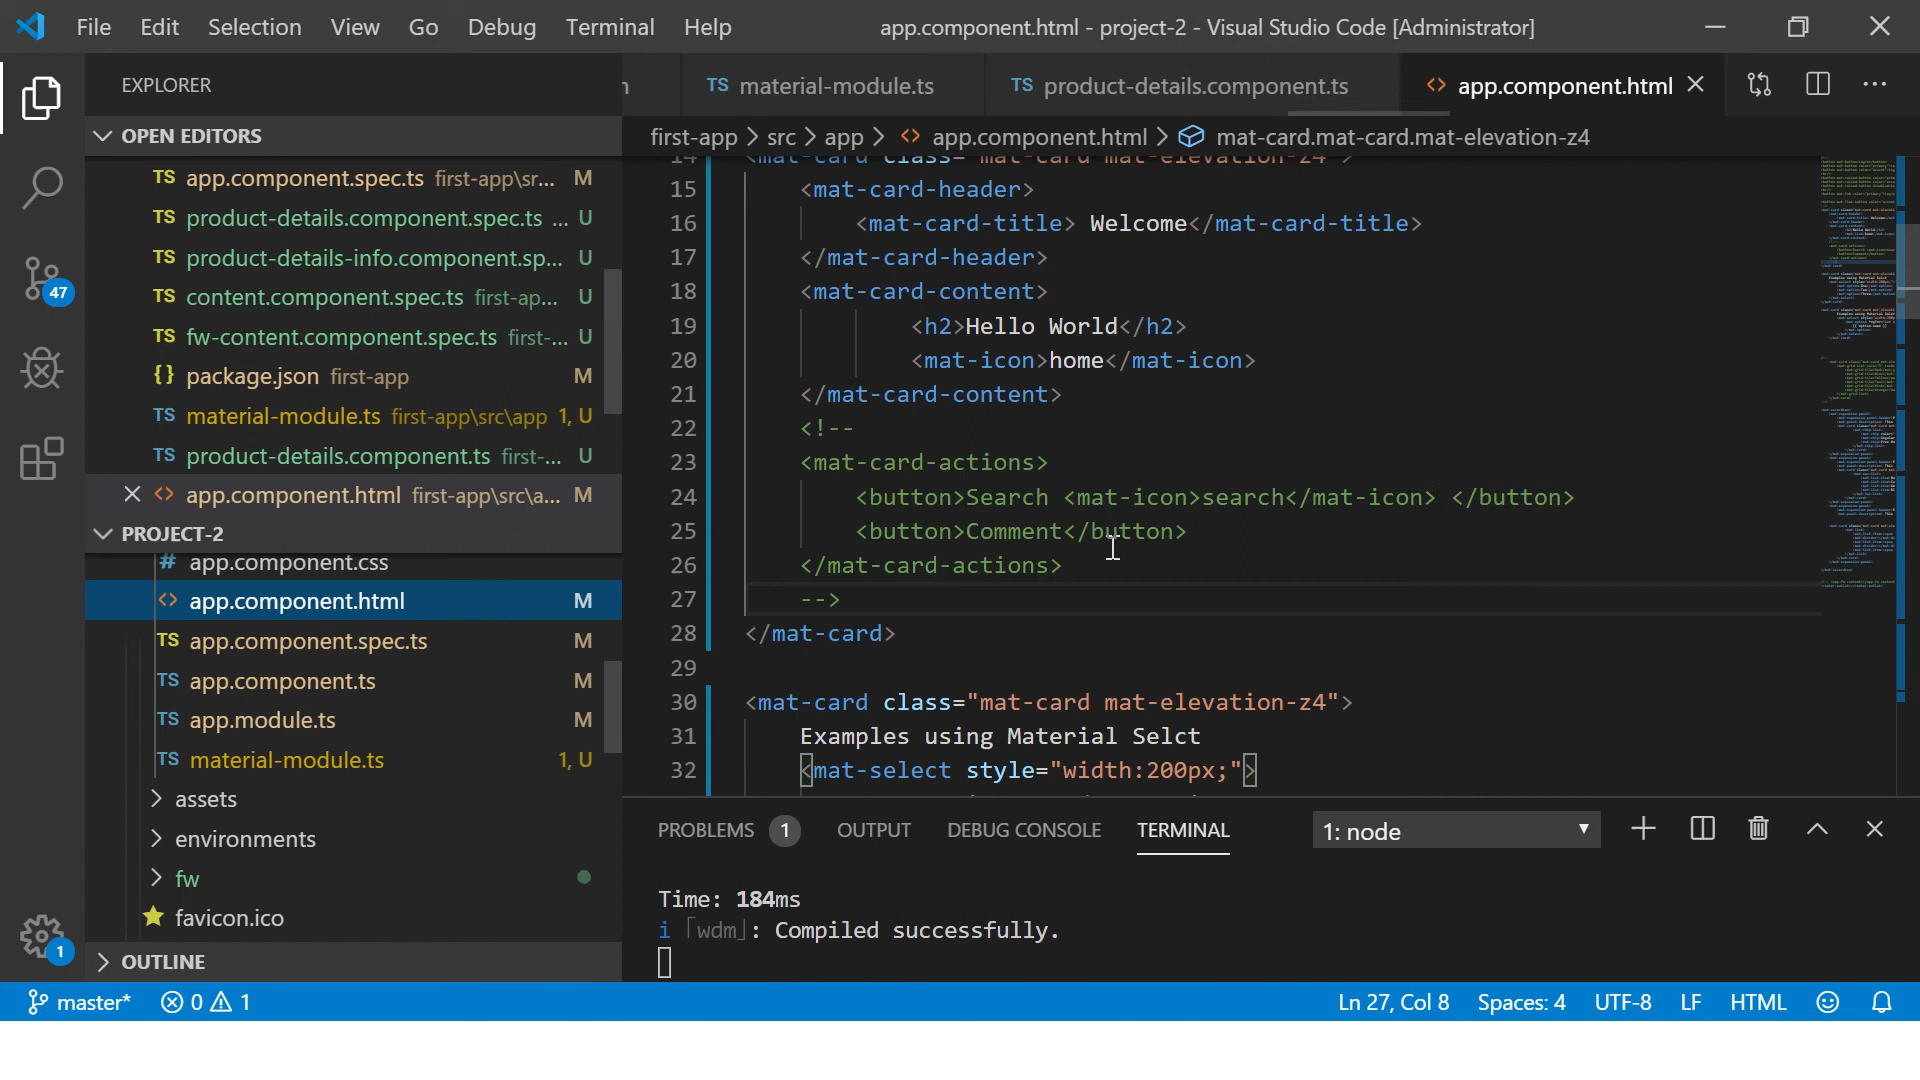 File Edit Selection View Go Debug Terminal Help app.component.html - project-2 - Visual Studio Code [Administrator]
EXPLORER
TS material-module.ts TS product-details.component.ts <> app.component.html
OPEN EDITORS
first-app > src > app > <> app.component.html > mat-card.mat-card.mat-elevation-z4
TS app.component.spec.ts first-app\sr... M
TS product-details.component.spec.ts ... U
TS product-details-info.component.sp... U
TS content.component.spec.ts first-ap... U
TS fw-content.component.spec.ts first-... U
{} package.json first-app M
TS material-module.ts first-app\src\app 1, U
TS product-details.component.ts first-... U
<> app.component.html first-app\src\a... M
PROJECT-2
# app.component.css
<> app.component.html M
TS app.component.spec.ts M
TS app.component.ts M
TS app.module.ts M
TS material-module.ts 1, U
> assets
> environments
> fw
favicon.ico
> OUTLINE
47
1
14 <mat-card class="mat-card mat-elevation-z4">
15 <mat-card-header>
16 <mat-card-title> Welcome</mat-card-title>
17 </mat-card-header>
18 <mat-card-content>
19 <h2>Hello World</h2>
20 <mat-icon>home</mat-icon>
21 </mat-card-content>
22 <!--
23 <mat-card-actions>
24 <button>Search <mat-icon>search</mat-icon> </button>
25 <button>Comment</button>
26 </mat-card-actions>
27 -->
28 </mat-card>
29
30 <mat-card class="mat-card mat-elevation-z4">
31 Examples using Material Selct
32 <mat-select style="width:200px;">
PROBLEMS 1 OUTPUT DEBUG CONSOLE TERMINAL 1: node
Time: 184ms
i ｢wdm｣: Compiled successfully.
master* 0 1 Ln 27, Col 8 Spaces: 4 UTF-8 LF HTML